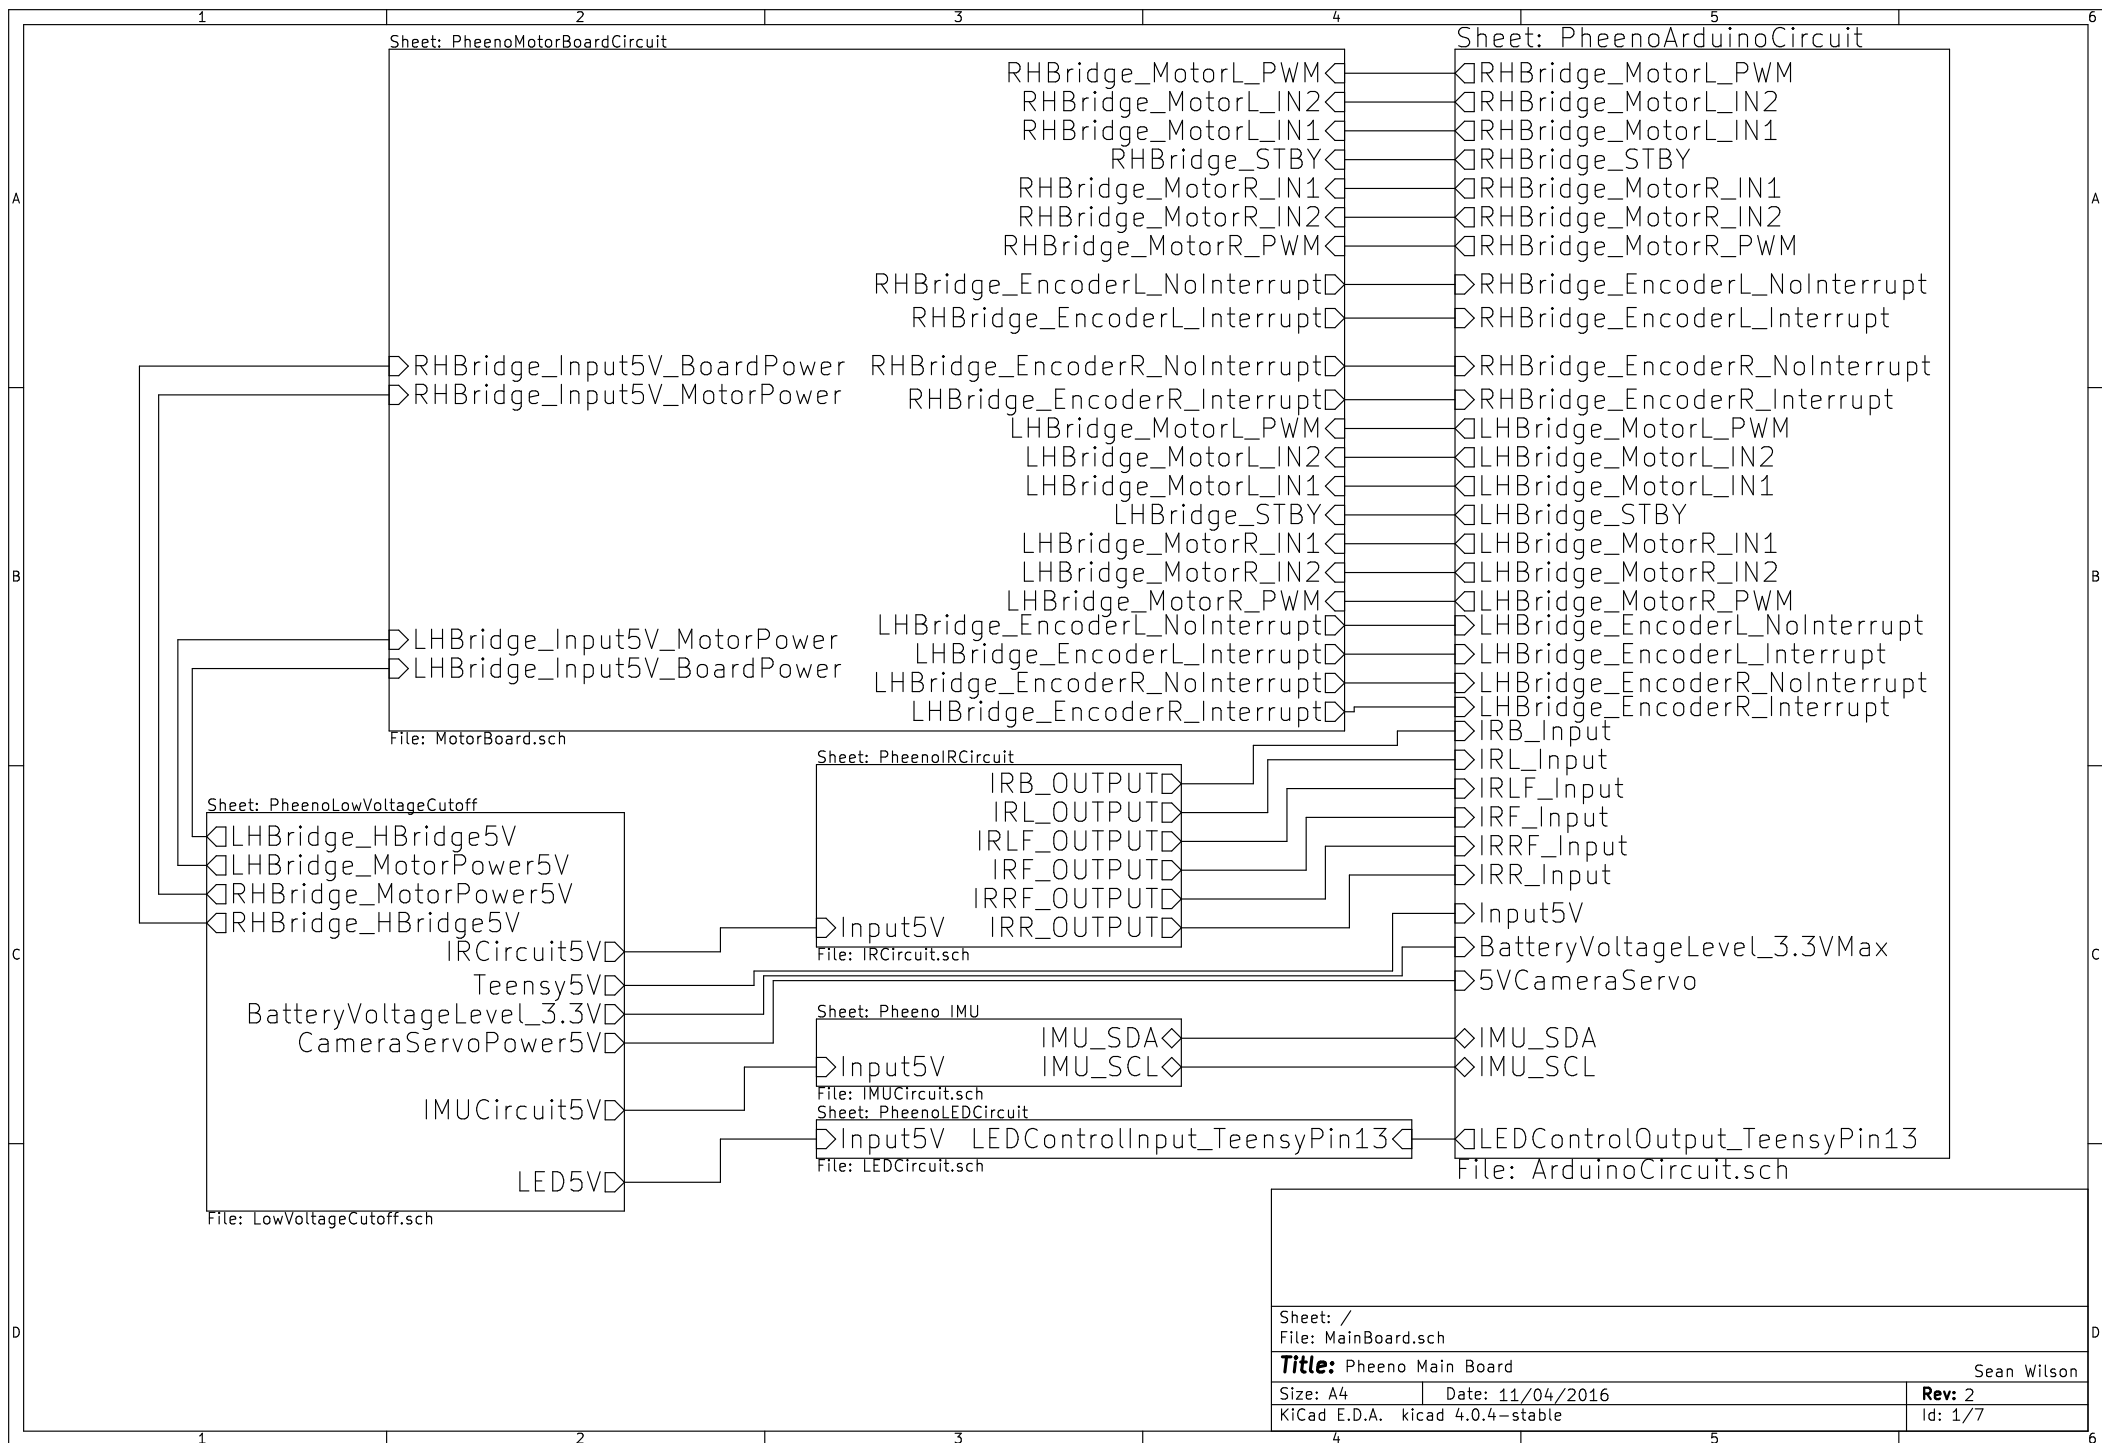 1 2 3 4 5 6
Sheet: PheenoMotorBoardCircuit
RHBridge_MotorL_PWM
RHBridge_MotorL_IN2
RHBridge_MotorL_IN1
RHBridge_STBY
RHBridge_MotorR_IN1
RHBridge_MotorR_IN2
RHBridge_MotorR_PWM
RHBridge_EncoderL_NoInterrupt
RHBridge_EncoderL_Interrupt
RHBridge_Input5V_BoardPower
RHBridge_EncoderR_NoInterrupt
RHBridge_Input5V_MotorPower
RHBridge_EncoderR_Interrupt
LHBridge_MotorL_PWM
LHBridge_MotorL_IN2
LHBridge_MotorL_IN1
LHBridge_STBY
LHBridge_MotorR_IN1
LHBridge_MotorR_IN2
LHBridge_MotorR_PWM
LHBridge_EncoderL_NoInterrupt
LHBridge_Input5V_MotorPower
LHBridge_EncoderL_Interrupt
LHBridge_Input5V_BoardPower
LHBridge_EncoderR_NoInterrupt
LHBridge_EncoderR_Interrupt
File: MotorBoard.sch
Sheet: PheenoArduinoCircuit
RHBridge_MotorL_PWM
RHBridge_MotorL_IN2
RHBridge_MotorL_IN1
RHBridge_STBY
RHBridge_MotorR_IN1
RHBridge_MotorR_IN2
RHBridge_MotorR_PWM
RHBridge_EncoderL_NoInterrupt
RHBridge_EncoderL_Interrupt
RHBridge_EncoderR_NoInterrupt
RHBridge_EncoderR_Interrupt
LHBridge_MotorL_PWM
LHBridge_MotorL_IN2
LHBridge_MotorL_IN1
LHBridge_STBY
LHBridge_MotorR_IN1
LHBridge_MotorR_IN2
LHBridge_MotorR_PWM
LHBridge_EncoderL_NoInterrupt
LHBridge_EncoderL_Interrupt
LHBridge_EncoderR_NoInterrupt
LHBridge_EncoderR_Interrupt
IRB_Input
IRL_Input
IRLF_Input
IRF_Input
IRRF_Input
IRR_Input
Input5V
BatteryVoltageLevel_3.3VMax
5VCameraServo
IMU_SDA
IMU_SCL
LEDControlOutput_TeensyPin13
File: ArduinoCircuit.sch
Sheet: PheenoLowVoltageCutoff
LHBridge_HBridge5V
LHBridge_MotorPower5V
RHBridge_MotorPower5V
RHBridge_HBridge5V
IRCircuit5V
Teensy5V
BatteryVoltageLevel_3.3V
CameraServoPower5V
IMUCircuit5V
LED5V
File: LowVoltageCutoff.sch
Sheet: PheenoIRCircuit
IRB_OUTPUT
IRL_OUTPUT
IRLF_OUTPUT
IRF_OUTPUT
IRRF_OUTPUT
Input5V IRR_OUTPUT
File: IRCircuit.sch
Sheet: Pheeno IMU
IMU_SDA
Input5V IMU_SCL
File: IMUCircuit.sch
Sheet: PheenoLEDCircuit
Input5V LEDControlInput_TeensyPin13
File: LEDCircuit.sch
A A
B B
C C
D D
Sheet: /
File: MainBoard.sch
Title: Pheeno Main Board
Sean Wilson
Size: A4 Date: 11/04/2016 Rev: 2
KiCad E.D.A. kicad 4.0.4-stable Id: 1/7
1 2 3 4 5 6